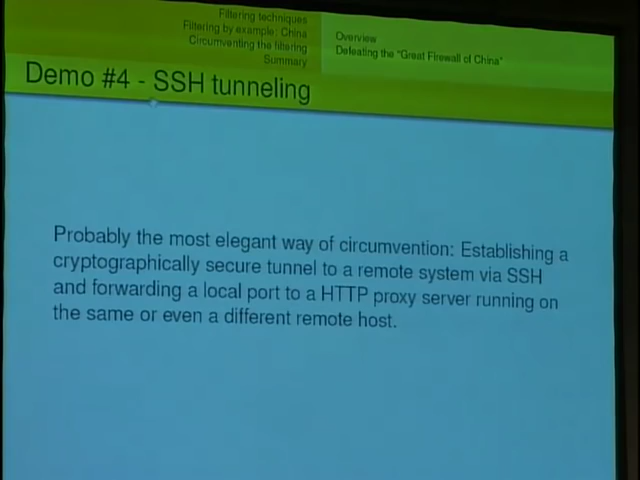 Filtering techniques
Filtering by example: China
Circumventing the filtering
Summary
Overview
Defeating the "Great Firewall of China"
Demo #4 - SSH tunneling
Probably the most elegant way of circumvention: Establishing a
cryptographically secure tunnel to a remote system via SSH
and forwarding a local port to a HTTP proxy server running on
the same or even a different remote host.